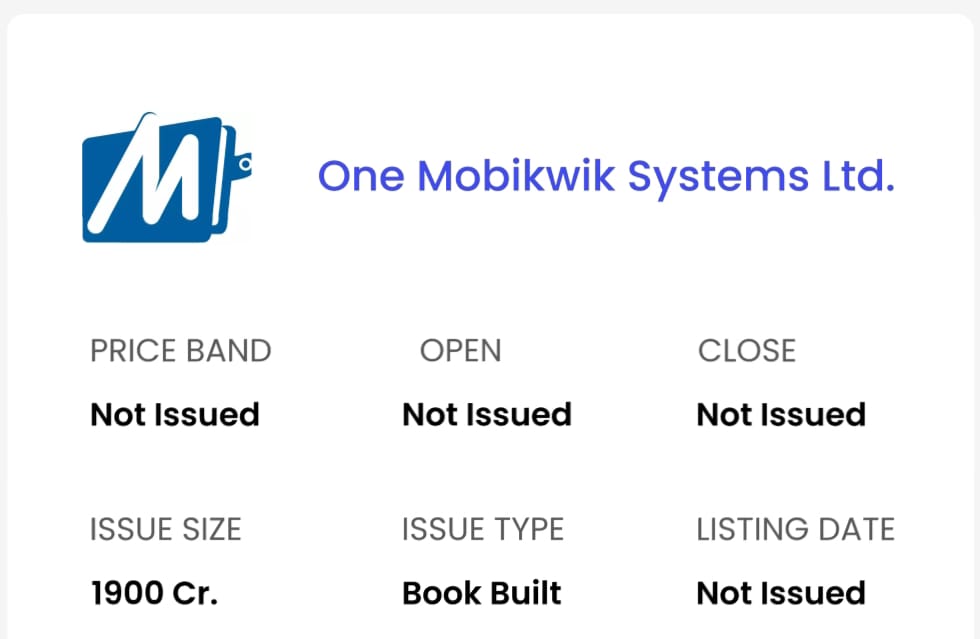 One Mobikwik Systems Ltd.
PRICE BAND OPEN CLOSE
Not Issued Not Issued Not Issued
ISSUE SIZE ISSUE TYPE LISTING DATE
1900 Cr. Book Built Not Issued